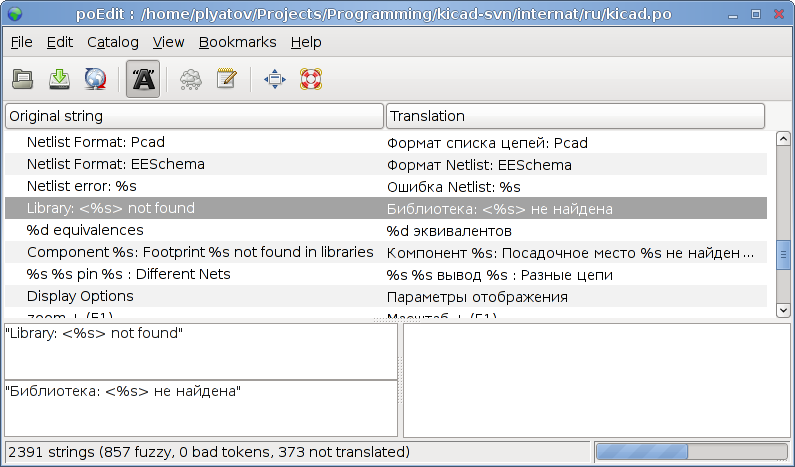 poEdit : /home/plyatov/Projects/Programming/kicad-svn/internat/ru/kicad.po
File Edit Catalog View Bookmarks Help
Original string Translation
Netlist Format: Pcad Формат списка цепей: Pcad
Netlist Format: EESchema Формат Netlist: EESchema
Netlist error: %s Ошибка Netlist: %s
Library: <%s> not found Библиотека: <%s> не найдена
%d equivalences %d эквивалентов
Component %s: Footprint %s not found in libraries Компонент %s: Посадочное место %s не найден ...
%s %s pin %s : Different Nets %s %s вывод %s : Разные цепи
Display Options Параметры отображения
zoom + (F1) Масштаб + (F1)
"Library: <%s> not found"
"Библиотека: <%s> не найдена"
2391 strings (857 fuzzy, 0 bad tokens, 373 not translated)